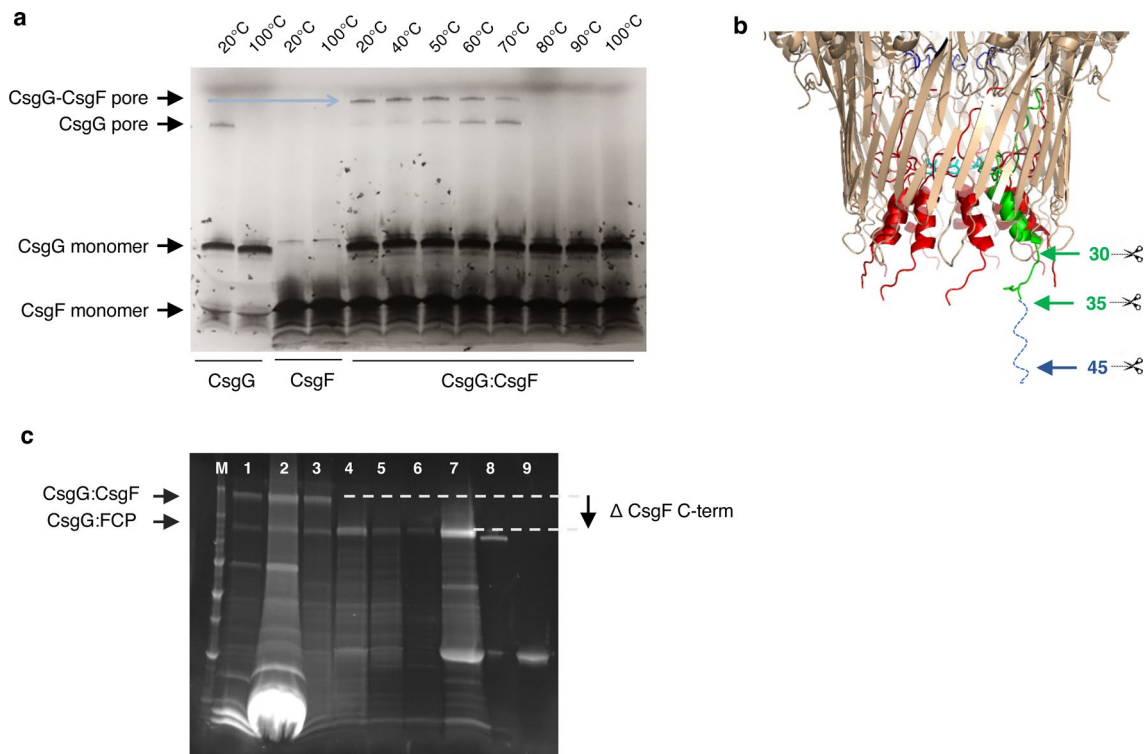 a
20°C 100°C 20°C 100°C 20°C 40°C 50°C 60°C 70°C 80°C 90°C 100°C
CsgG-CsgF pore
CsgG pore
CsgG monomer
CsgF monomer
CsgG CsgF CsgG:CsgF
b
30
35
45
c
M 1 2 3 4 5 6 7 8 9
CsgG:CsgF
CsgG:FCP
Δ CsgF C-term